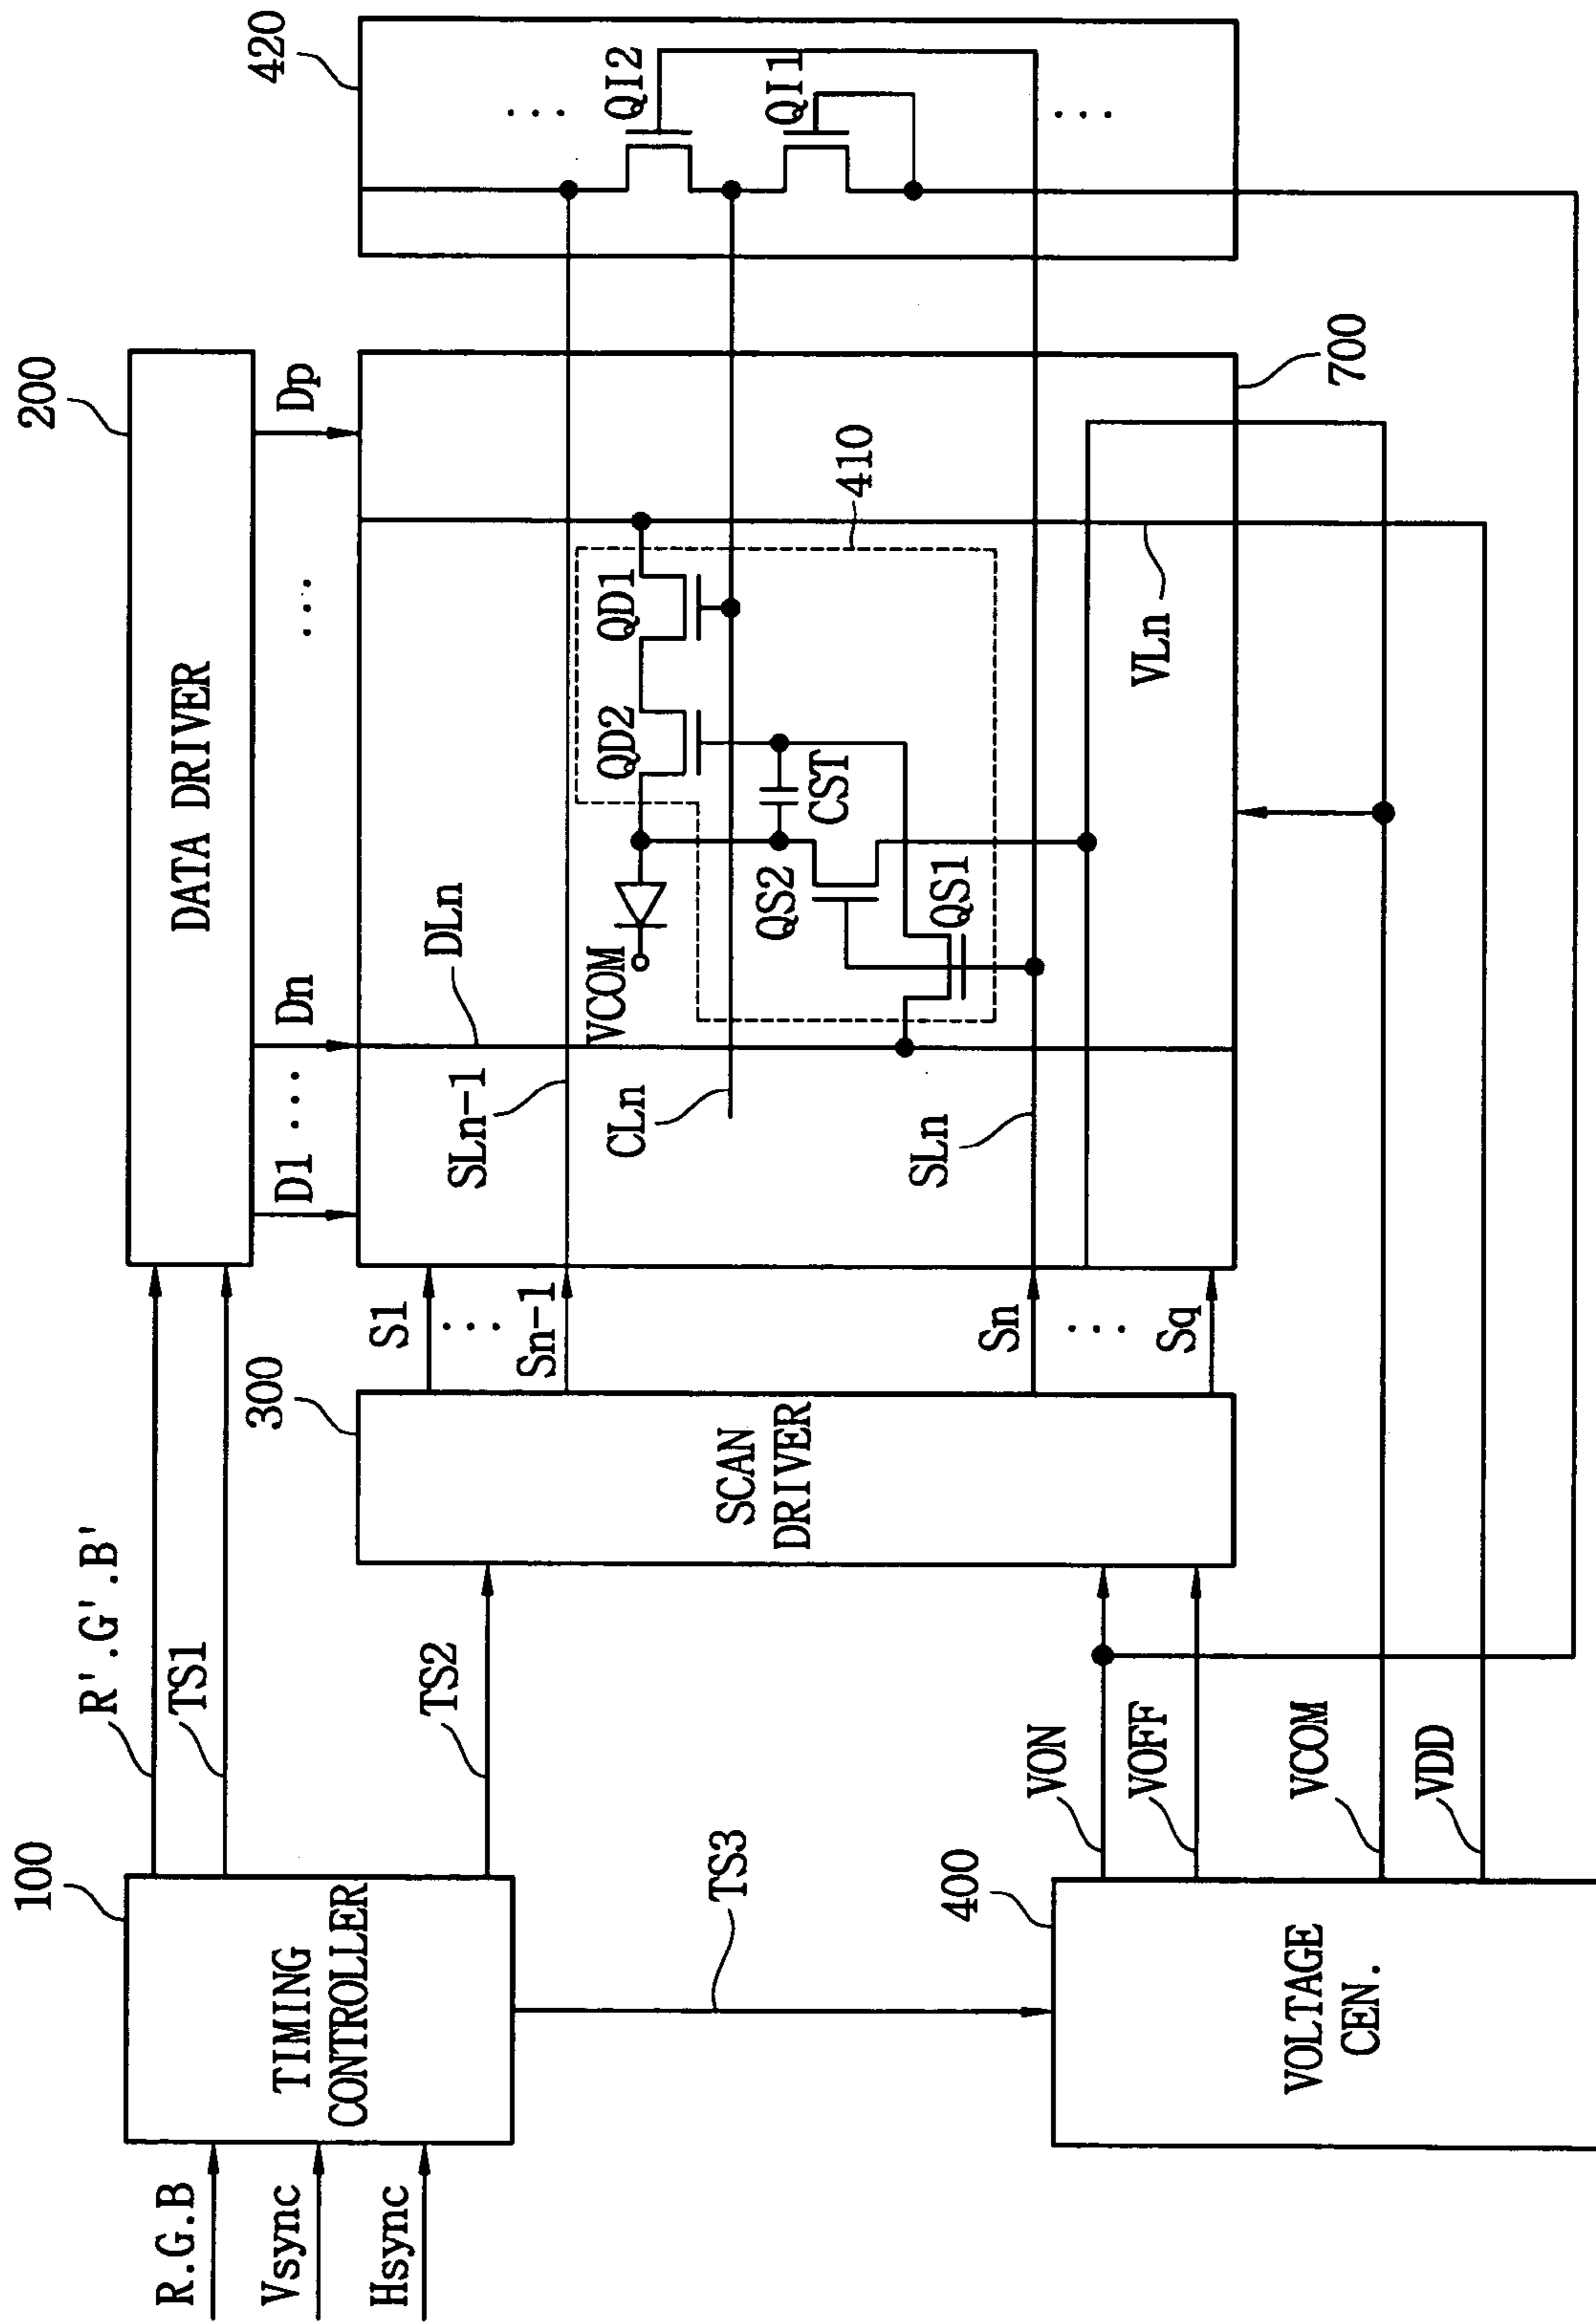 R.G.B
Vsync
Hsync
100
TIMING
CONTROLLER
R'.G'.B'
TS1
TS2
TS3
200
DATA DRIVER
D1
...
Dn
...
Dp
300
SCAN
DRIVER
S1
...
Sn-1
Sn
...
Sq
400
VOLTAGE
CEN.
VON
VOFF
VCOM
VDD
SLn-1
DLn
CLn
SLn
VCOM
QD2
QD1
CST
QS2
QS1
410
VLn
700
420
...
QI2
QI1
...